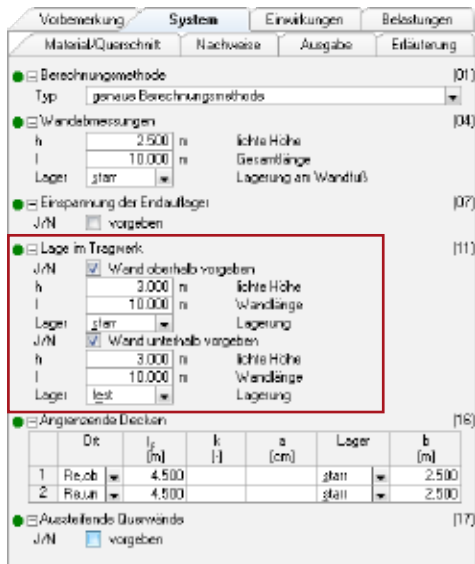 Vorbemerkung System Einwirkungen Belastungen
Material/Querschnitt Nachweise Ausgabe Erläuterung
Berechnungsmethode [01]
Typ genaue Berechnungsmethode
Wandabmessungen [04]
h 2.500 m lichte Höhe
l 10.000 m Gesamtlänge
Lager starr Lagerung am Wandfuß
Einspannung der Endauflager [07]
J/N vorgeben
Lage im Tragwerk [11]
J/N Wand oberhalb vorgeben
h 3.000 m lichte Höhe
l 10.000 m Wandlänge
Lager starr Lagerung
J/N Wand unterhalb vorgeben
h 3.000 m lichte Höhe
l 10.000 m Wandlänge
Lager fest Lagerung
Angrenzende Decken [16]
Ort lf k a Lager b
[m] [-] [cm] [m]
1 Re,ob 4.500 starr 2.500
2 Re,un 4.500 starr 2.500
Aussteifende Querwände [17]
J/N vorgeben